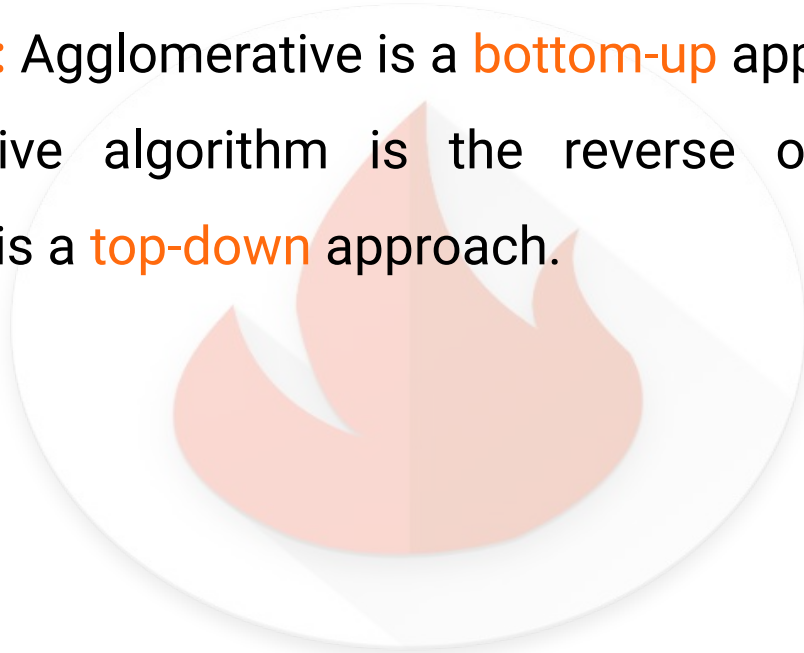 : Agglomerative is a bottom-up app
ive algorithm is the reverse o
is a top-down approach.